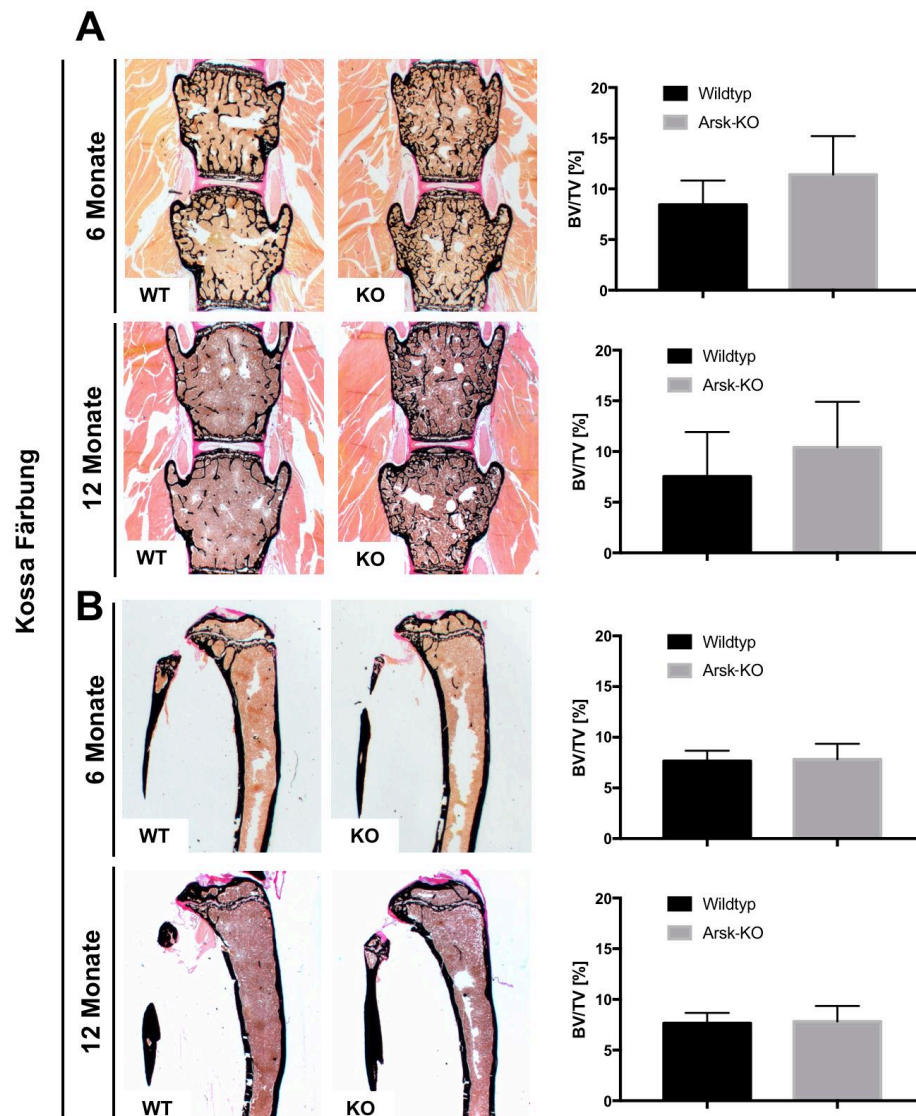 A
Kossa Färbung
6 Monate
WT
KO
20
15
10
5
0
BV/TV [%]
Wildtyp
Arsk-KO
12 Monate
WT
KO
20
15
10
5
0
BV/TV [%]
Wildtyp
Arsk-KO
B
6 Monate
WT
KO
20
15
10
5
0
BV/TV [%]
Wildtyp
Arsk-KO
12 Monate
WT
KO
20
15
10
5
0
BV/TV [%]
Wildtyp
Arsk-KO